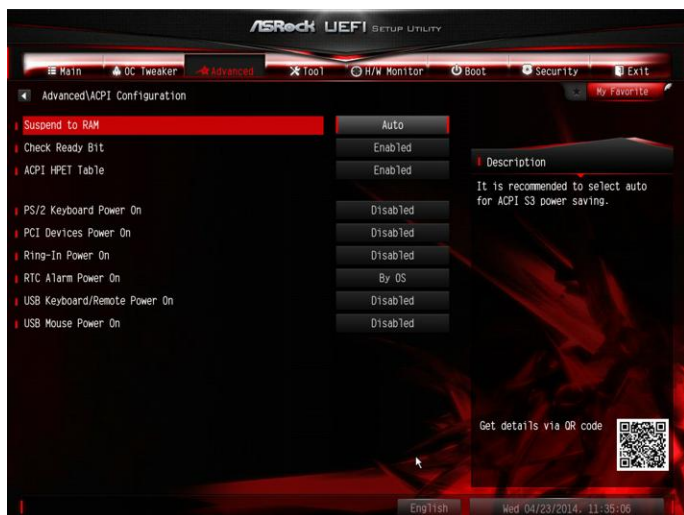 ASRock UEFI SETUP UTILITY
Main OC Tweaker Advanced Tool H/W Monitor Boot Security Exit
Advanced\ACPI Configuration
My Favorite
Suspend to RAM Auto
Check Ready Bit Enabled
ACPI HPET Table Enabled
PS/2 Keyboard Power On Disabled
PCI Devices Power On Disabled
Ring-In Power On Disabled
RTC Alarm Power On By OS
USB Keyboard/Remote Power On Disabled
USB Mouse Power On Disabled
Description
It is recommended to select auto
for ACPI S3 power saving.
Get details via QR code
English Wed 04/23/2014. 11:35:06